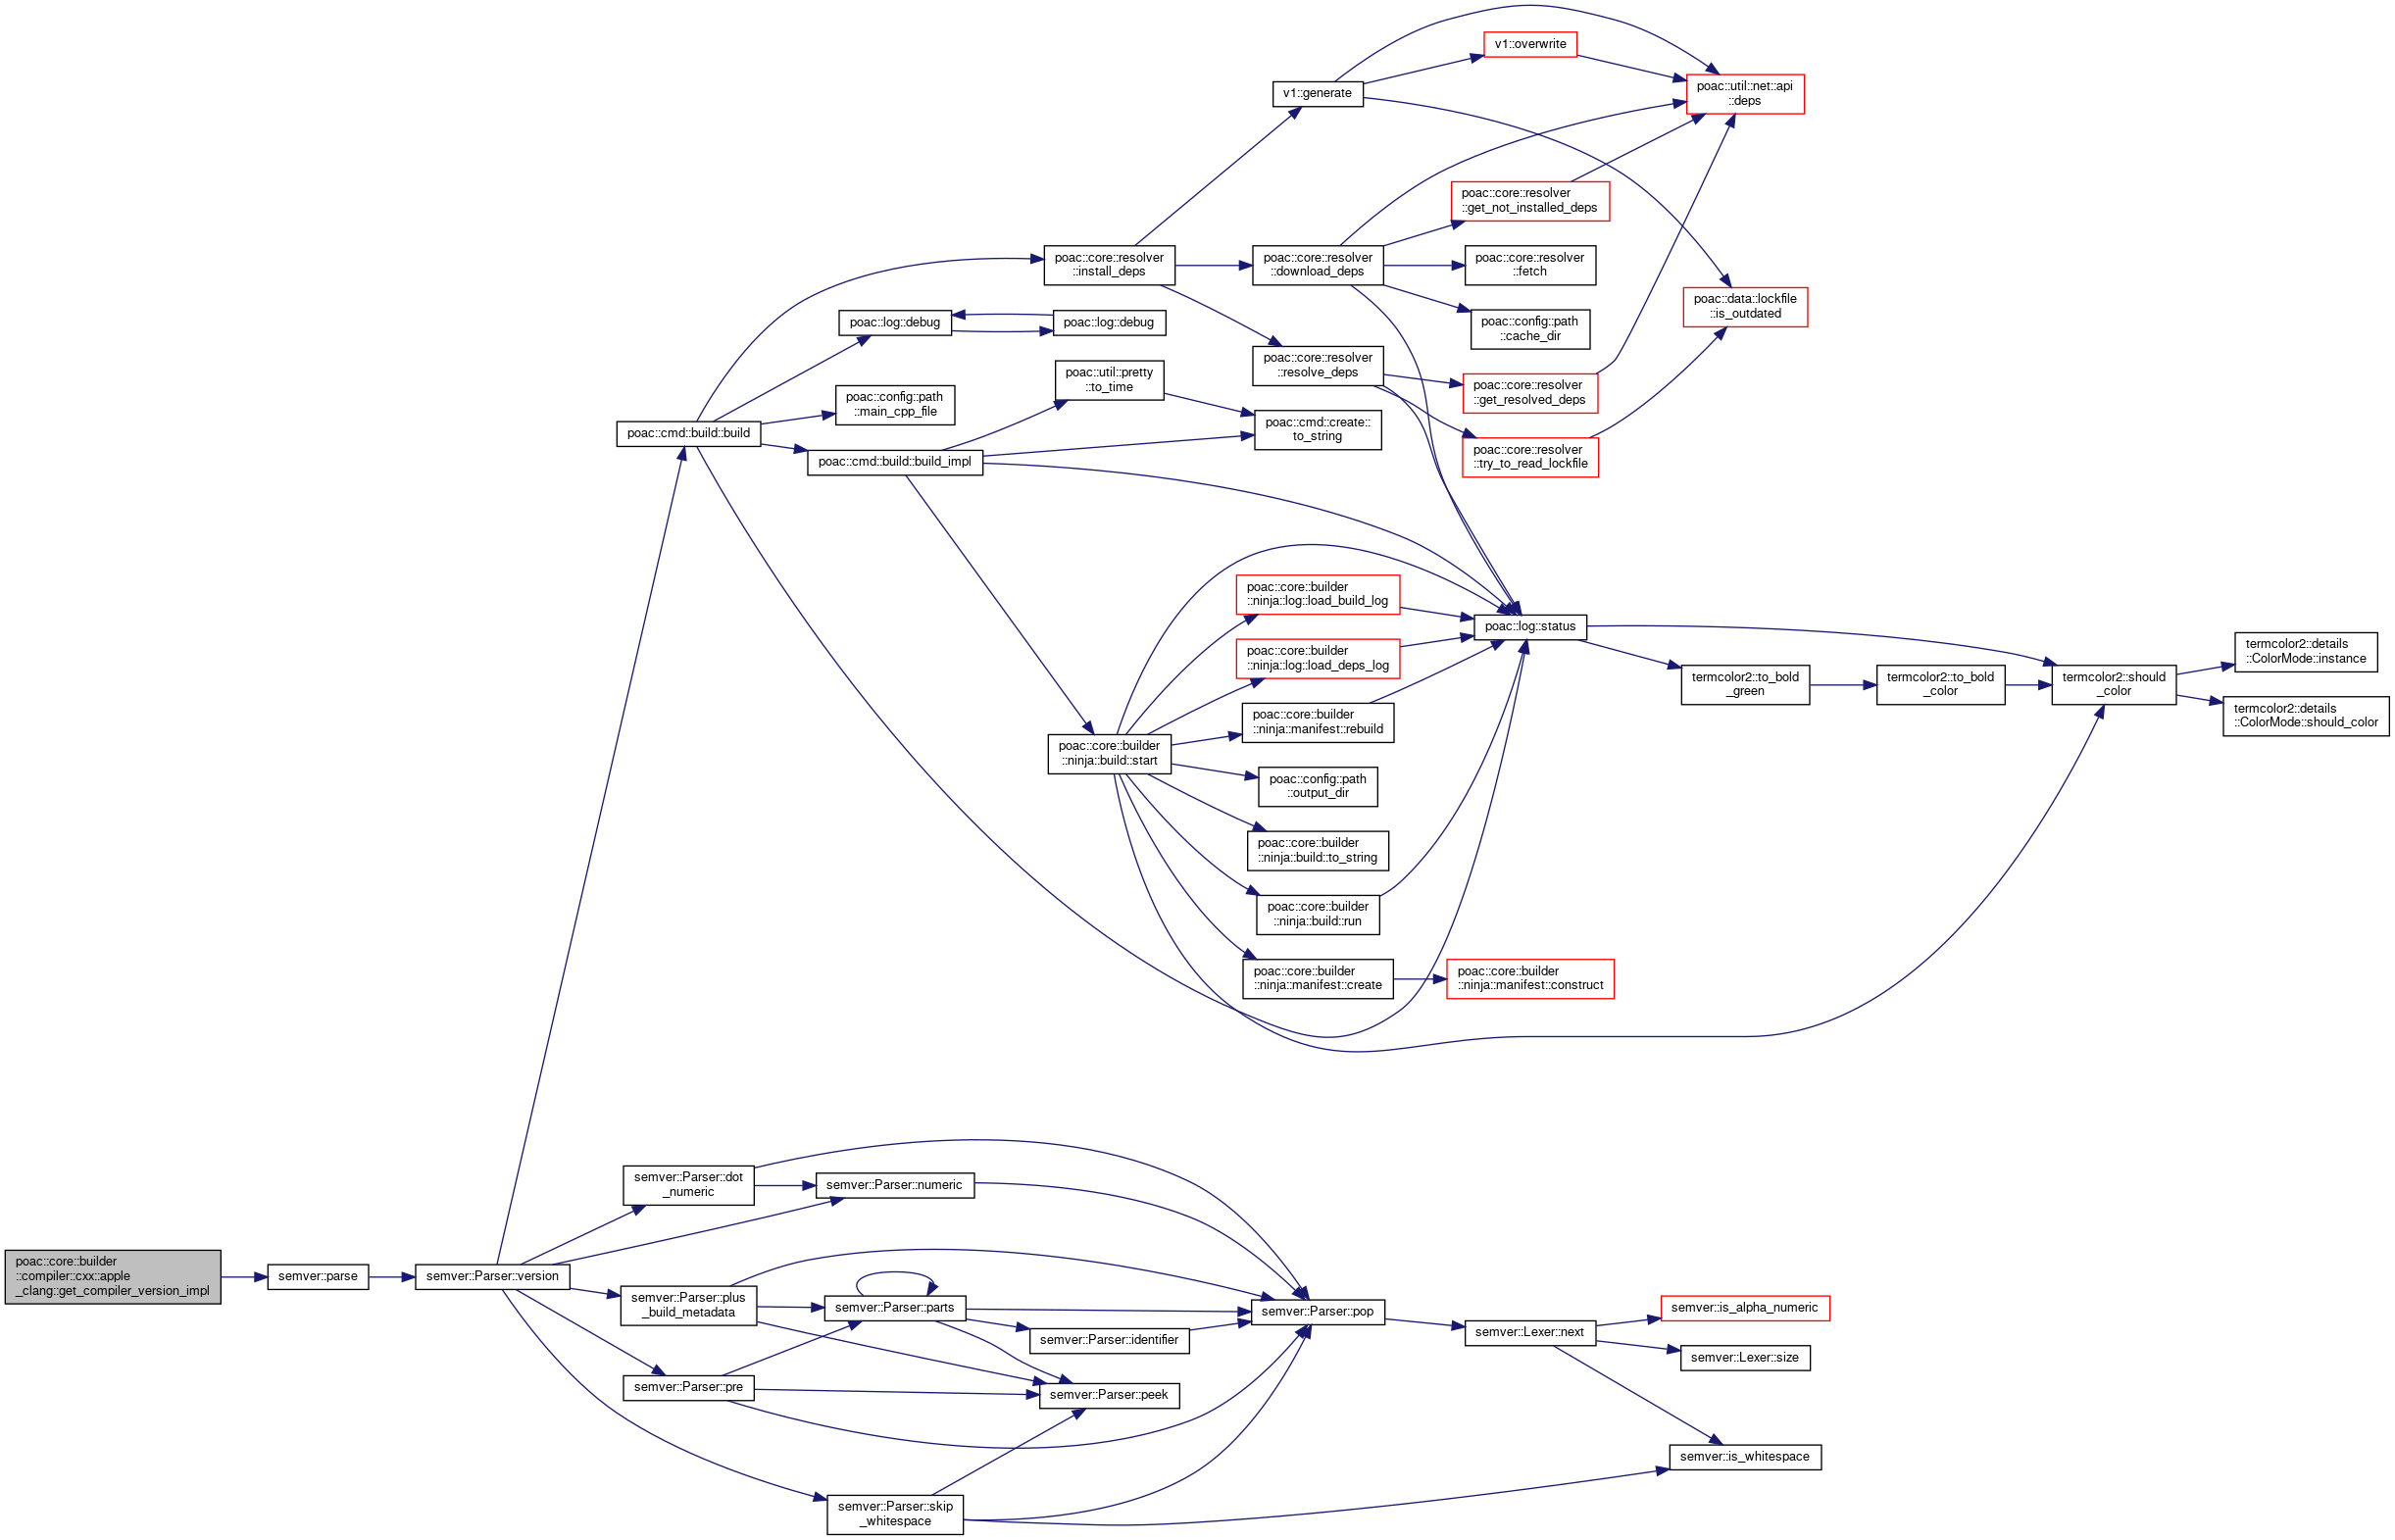 v1::overwrite
poac::util::net::api
::deps
v1::generate
poac::core::resolver
::get_not_installed_deps
poac::core::resolver
::install_deps
poac::core::resolver
::download_deps
poac::core::resolver
::fetch
poac::data::lockfile
::is_outdated
poac::log::debug
poac::log::debug
poac::config::path
::cache_dir
poac::util::pretty
::to_time
poac::core::resolver
::resolve_deps
poac::core::resolver
::get_resolved_deps
poac::config::path
::main_cpp_file
poac::cmd::create::
to_string
poac::cmd::build::build
poac::cmd::build::build_impl
poac::core::resolver
::try_to_read_lockfile
poac::core::builder
::ninja::log::load_build_log
poac::log::status
poac::core::builder
::ninja::log::load_deps_log
termcolor2::details
::ColorMode::instance
termcolor2::to_bold
_green
termcolor2::to_bold
_color
termcolor2::should
_color
poac::core::builder
::ninja::manifest::rebuild
termcolor2::details
::ColorMode::should_color
poac::core::builder
::ninja::build::start
poac::config::path
::output_dir
poac::core::builder
::ninja::build::to_string
poac::core::builder
::ninja::build::run
poac::core::builder
::ninja::manifest::create
poac::core::builder
::ninja::manifest::construct
semver::Parser::dot
_numeric
semver::Parser::numeric
poac::core::builder
::compiler::cxx::apple
_clang::get_compiler_version_impl
semver::parse
semver::Parser::version
semver::Parser::plus
_build_metadata
semver::Parser::parts
semver::Parser::pop
semver::is_alpha_numeric
semver::Parser::identifier
semver::Lexer::next
semver::Lexer::size
semver::Parser::pre
semver::Parser::peek
semver::is_whitespace
semver::Parser::skip
_whitespace